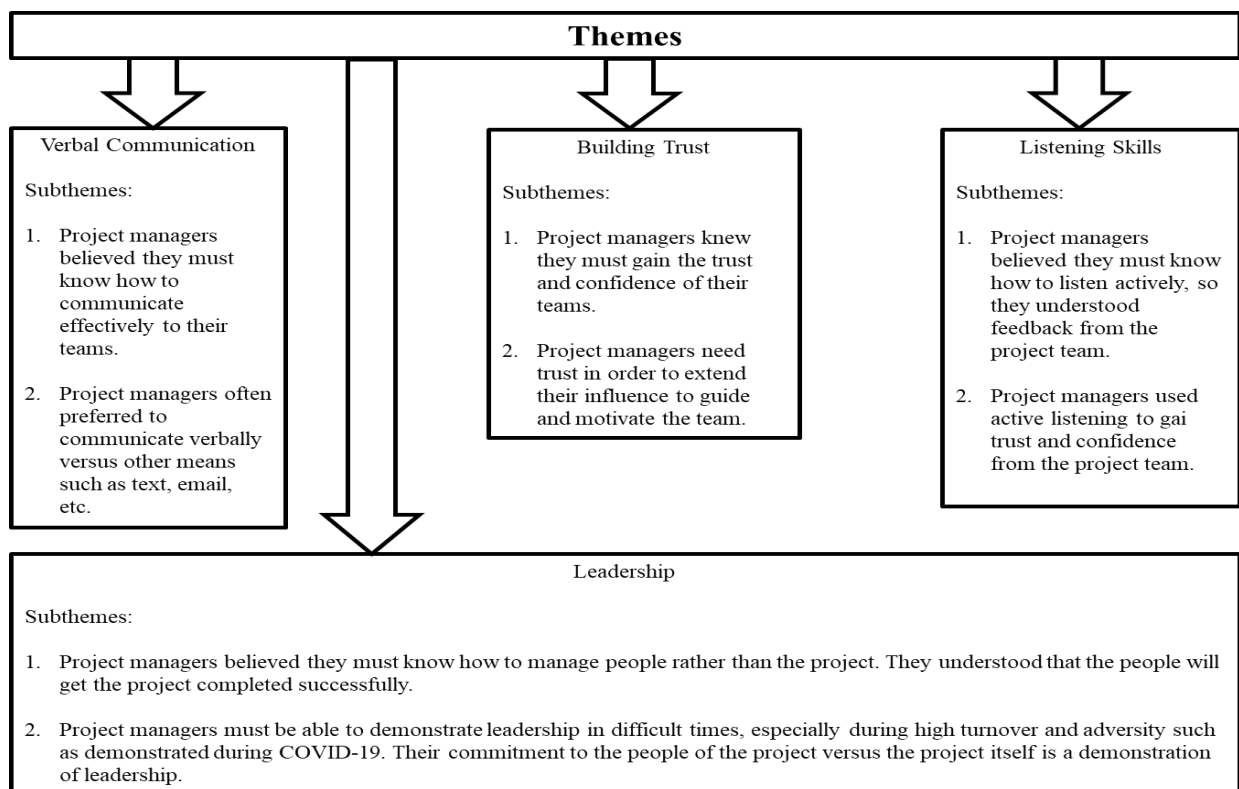 Themes
Verbal Communication
Subthemes:
1. Project managers
believed they must
know how to
communicate
effectively to their
teams.
2. Project managers often
preferred to
communicate verbally
versus other means
such as text, email,
etc.
Building Trust
Subthemes:
1. Project managers knew
they must gain the trust
and confidence of their
teams.
2. Project managers need
trust in order to extend
their influence to guide
and motivate the team.
Listening Skills
Subthemes:
1. Project managers
believed they must know
how to listen actively, so
they understood
feedback from the
project team.
2. Project managers used
active listening to gai
trust and confidence
from the project team.
Leadership
Subthemes:
1. Project managers believed they must know how to manage people rather than the project. They understood that the people will
get the project completed successfully.
2. Project managers must be able to demonstrate leadership in difficult times, especially during high turnover and adversity such
as demonstrated during COVID-19. Their commitment to the people of the project versus the project itself is a demonstration
of leadership.